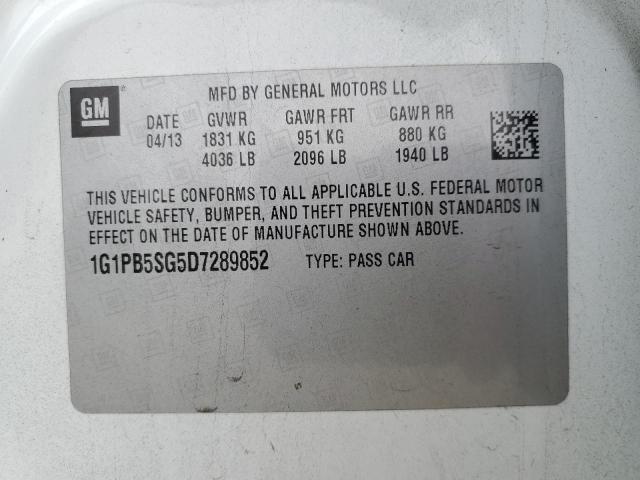 GM
MFD BY GENERAL MOTORS LLC
DATE GVWR GAWR FRT GAWR RR
04/13 1831 KG 951 KG 880 KG
4036 LB 2096 LB 1940 LB
THIS VEHICLE CONFORMS TO ALL APPLICABLE U.S. FEDERAL MOTOR
VEHICLE SAFETY, BUMPER, AND THEFT PREVENTION STANDARDS IN
EFFECT ON THE DATE OF MANUFACTURE SHOWN ABOVE.
1G1PB5SG5D7289852 TYPE: PASS CAR